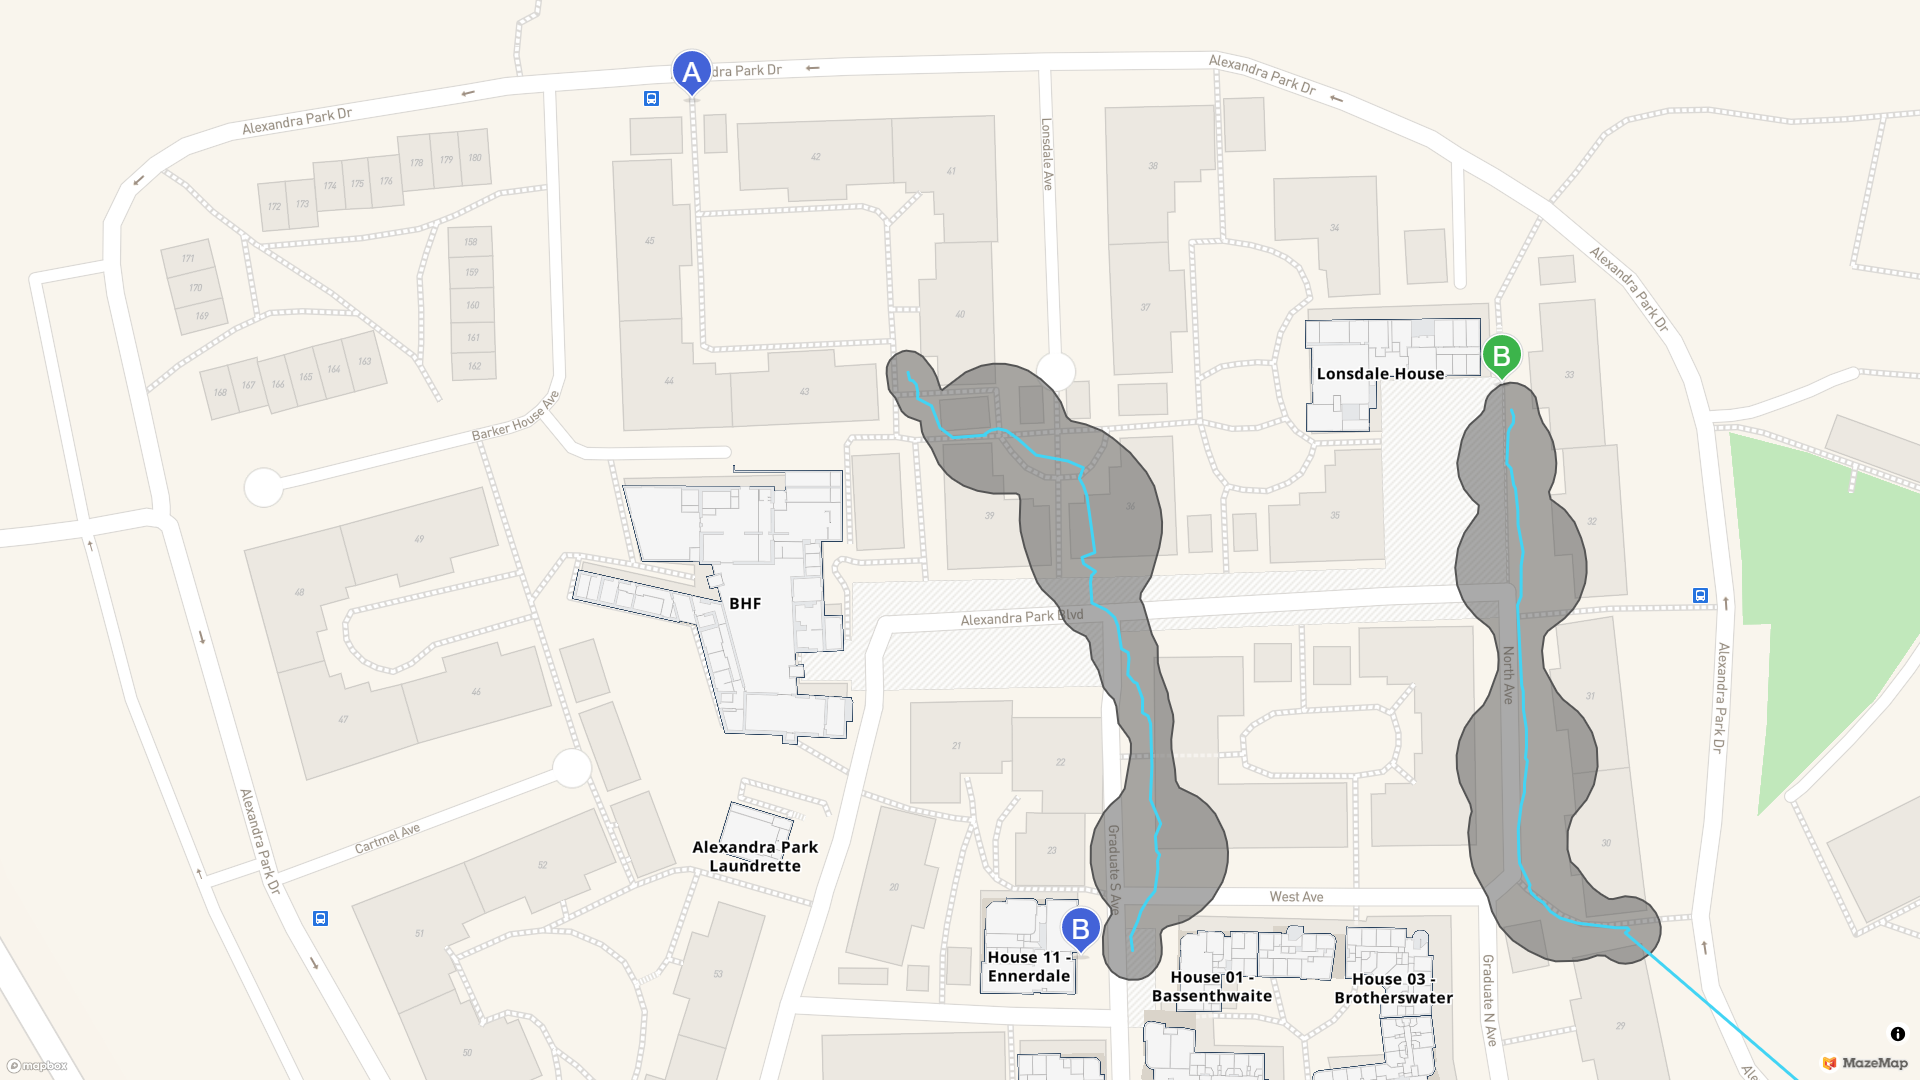 A
Alexandra Park Dr
ndra Park Dr
Alexandra Park Dr
Alexandra Park Dr
Lonsdale Ave
42
41
38
178
179
180
174
175
176
172
173
34
45
158
171
159
170
160
37
40
169
161
162
163
164
165
166
167
168
44
43
33
B
Lonsdale House
Barker House Ave
36
39
35
32
49
48
BHF
Alexandra Park Blvd
North Ave
Alexandra Park Dr
46
47
31
21
22
Alexandra Park Dr
Cartmel Ave
Alexandra Park
Laundrette
52
23
Graduate S Ave
30
20
West Ave
51
B
House 11 -
Ennerdale
House 01 -
Bassenthwaite
House 03 -
Brotherswater
53
Graduate N Ave
29
50
mapbox
MazeMap